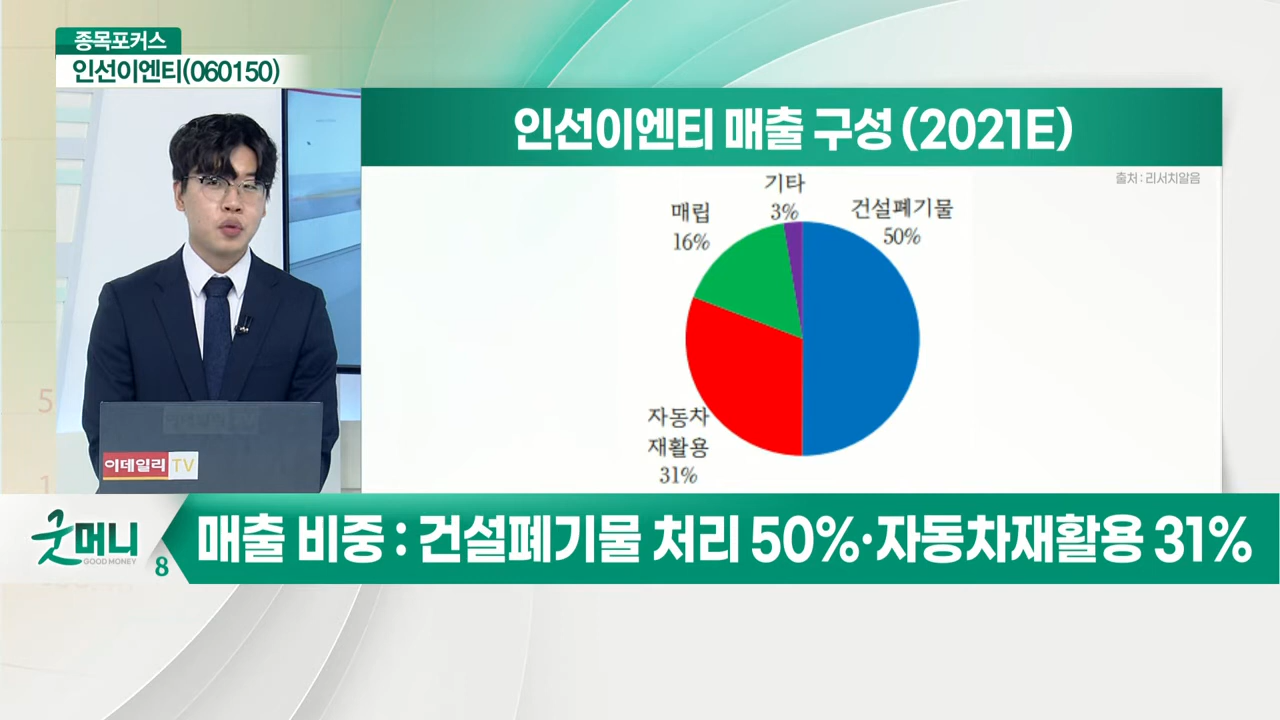 종목포커스
인선이엔티(060150)
인선이엔티 매출 구성 (2021E)
출처 : 리서치알음
기타
3%
매립
16%
건설폐기물
50%
자동차
재활용
31%
5
1
이데일리 TV
굿머니
GOOD MONEY
8
매출 비중 : 건설폐기물 처리 50%·자동차재활용 31%